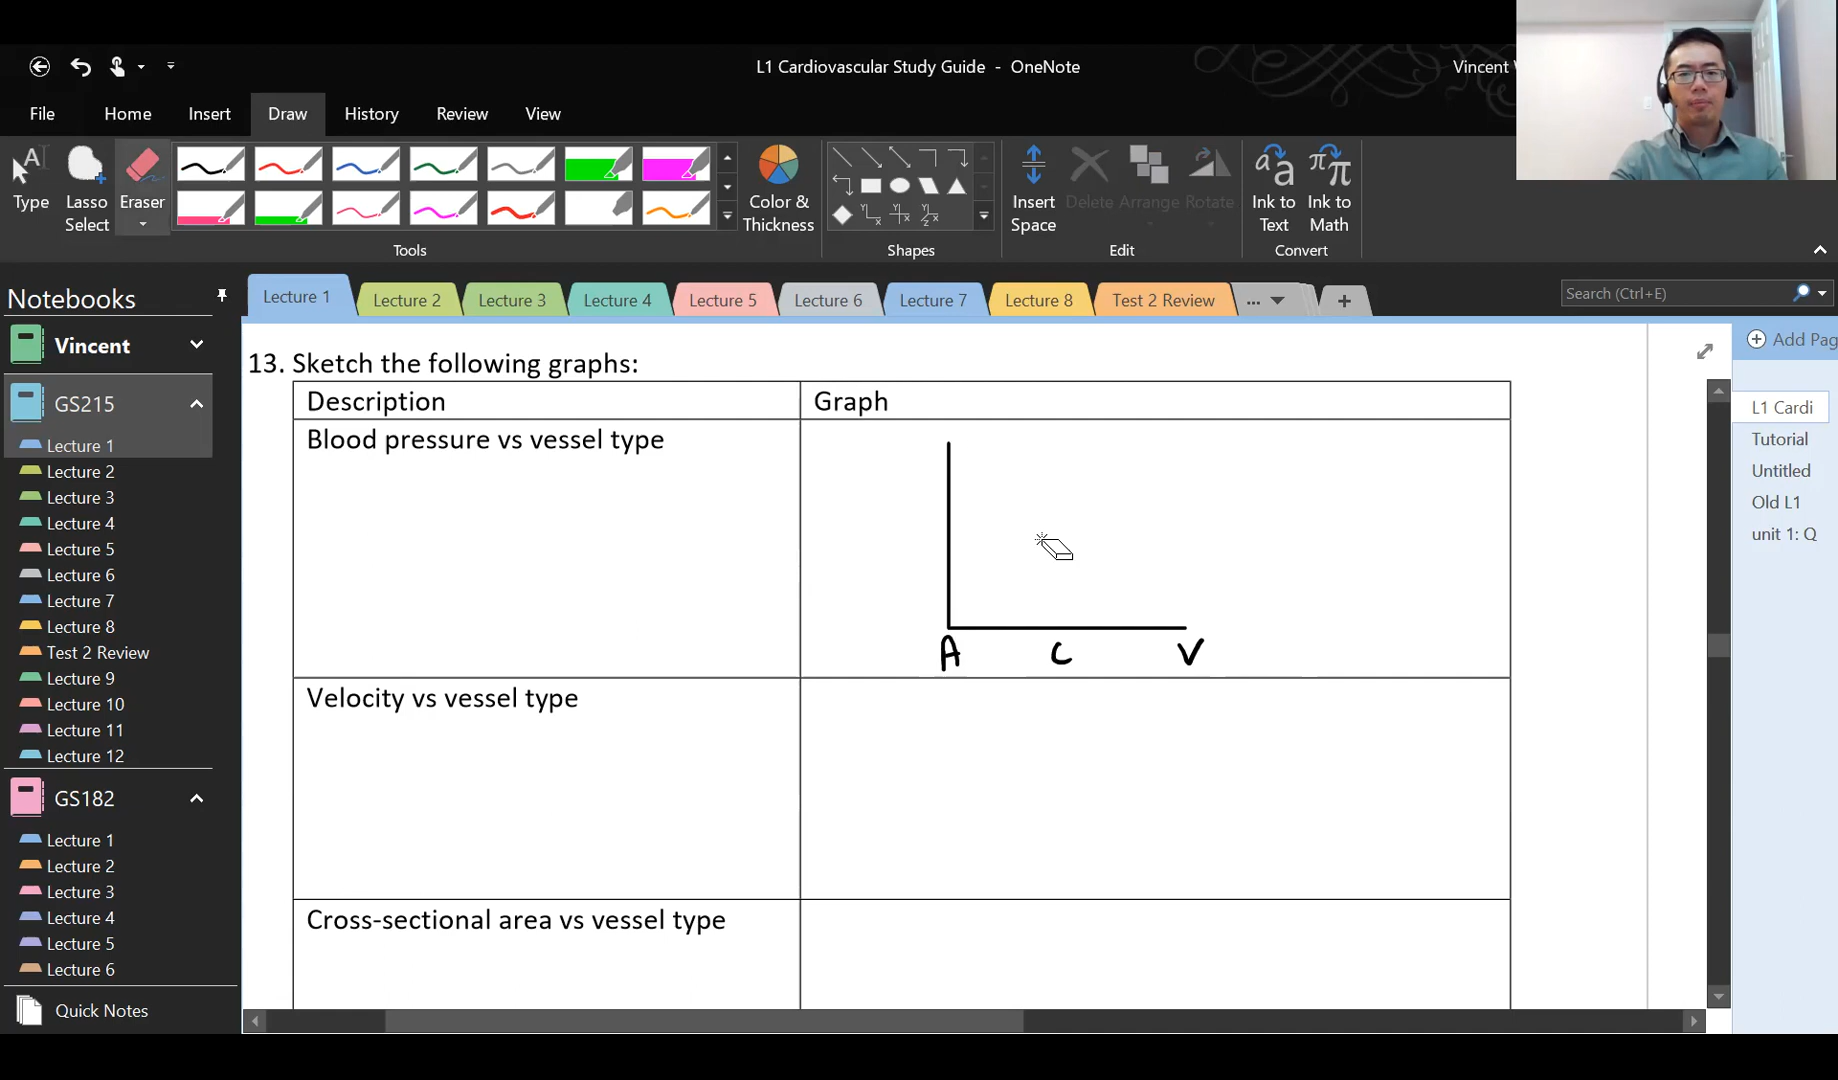 L1 Cardiovascular Study Guide - OneNote
Vincent
File Home Insert Draw History Review View
Type
Lasso Select
Eraser
Color & Thickness
Insert Space
Delete
Arrange
Rotate
Ink to Text
Ink to Math
Tools
Shapes
Edit
Convert
Notebooks
Lecture 1
Lecture 2
Lecture 3
Lecture 4
Lecture 5
Lecture 6
Lecture 7
Lecture 8
Test 2 Review
...
Search (Ctrl+E)
Vincent
GS215
Lecture 1
Lecture 2
Lecture 3
Lecture 4
Lecture 5
Lecture 6
Lecture 7
Lecture 8
Test 2 Review
Lecture 9
Lecture 10
Lecture 11
Lecture 12
GS182
Lecture 1
Lecture 2
Lecture 3
Lecture 4
Lecture 5
Lecture 6
Quick Notes
13. Sketch the following graphs:
Description Graph
Blood pressure vs vessel type
A C V
Velocity vs vessel type
Cross-sectional area vs vessel type
Add Pag
L1 Cardi
Tutorial
Untitled
Old L1
unit 1: Q